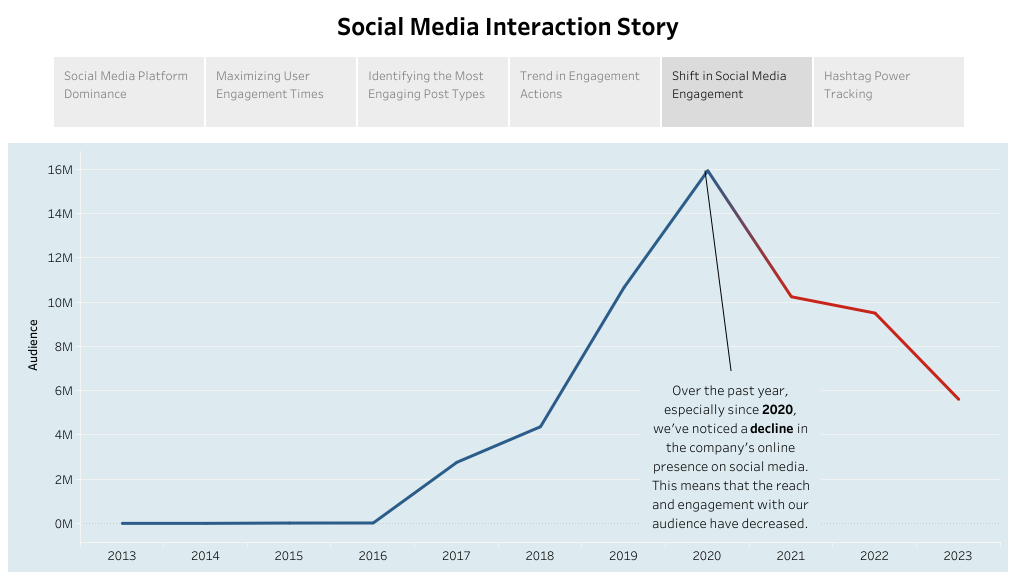 Social Media Interaction Story
Social Media Platform
Dominance
Maximizing User
Engagement Times
Identifying the Most
Engaging Post Types
Trend in Engagement
Actions
Shift in Social Media
Engagement
Hashtag Power
Tracking
16M
14M
12M
10M
8M
6M
4M
2M
0M
Audience
Over the past year,
especially since 2020,
we've noticed a decline in
the company's online
presence on social media.
This means that the reach
and engagement with our
audience have decreased.
2013 2014 2015 2016 2017 2018 2019 2020 2021 2022 2023